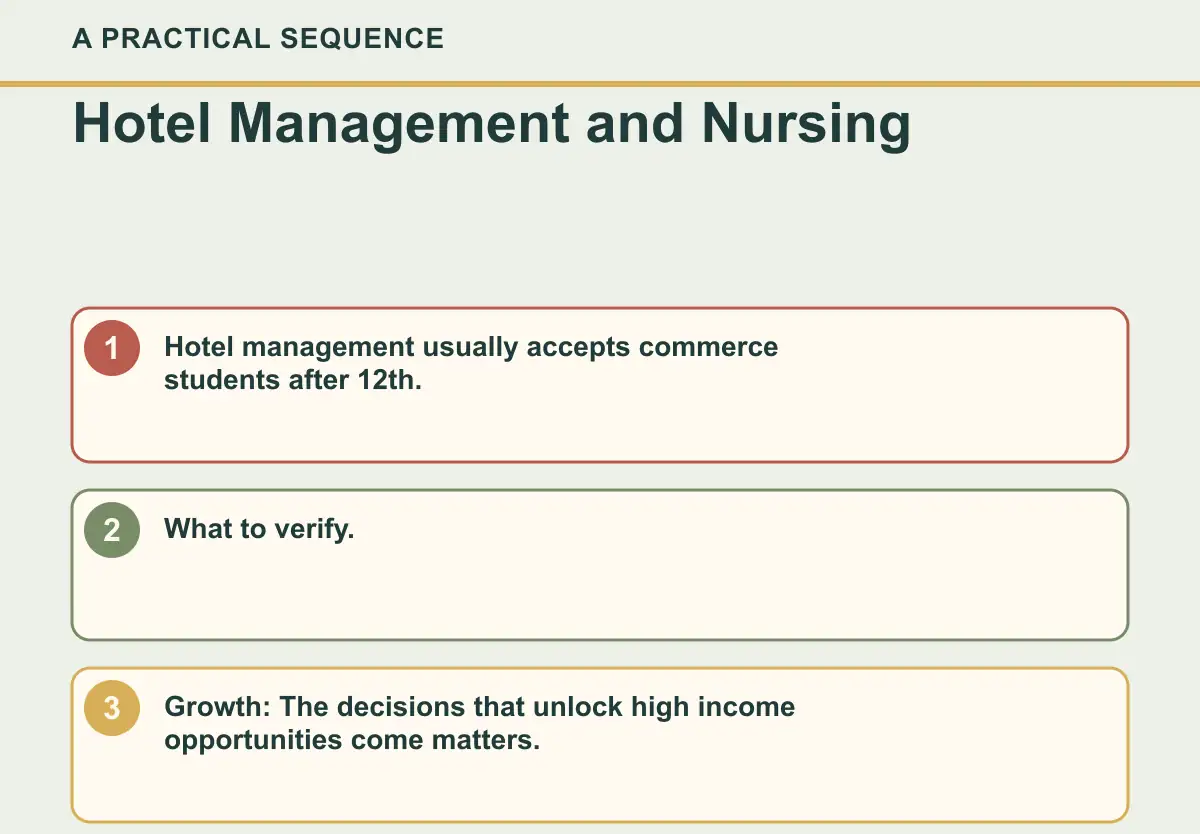 A PRACTICAL SEQUENCE
Hotel Management and Nursing
1
Hotel management usually accepts commerce
students after 12th.
2
What to verify.
3
Growth: The decisions that unlock high income
opportunities come matters.